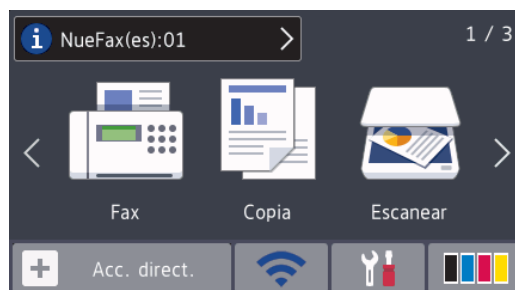 NueFax(es):01
1 / 3
Fax
Copia
Escanear
Acc. direct.